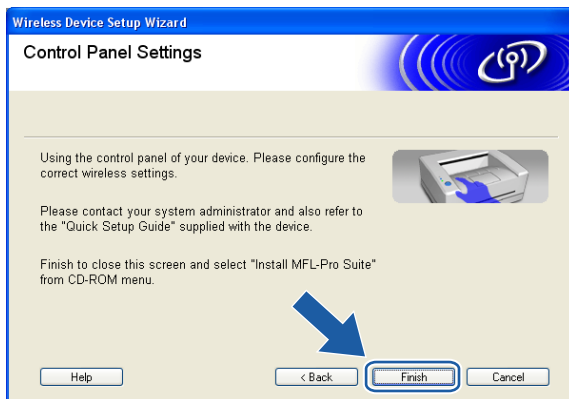 Wireless Device Setup Wizard
Control Panel Settings
Using the control panel of your device. Please configure the
correct wireless settings.
Please contact your system administrator and also refer to
the "Quick Setup Guide" supplied with the device.
Finish to close this screen and select "Install MFL-Pro Suite"
from CD-ROM menu.
Help
< Back
Finish
Cancel